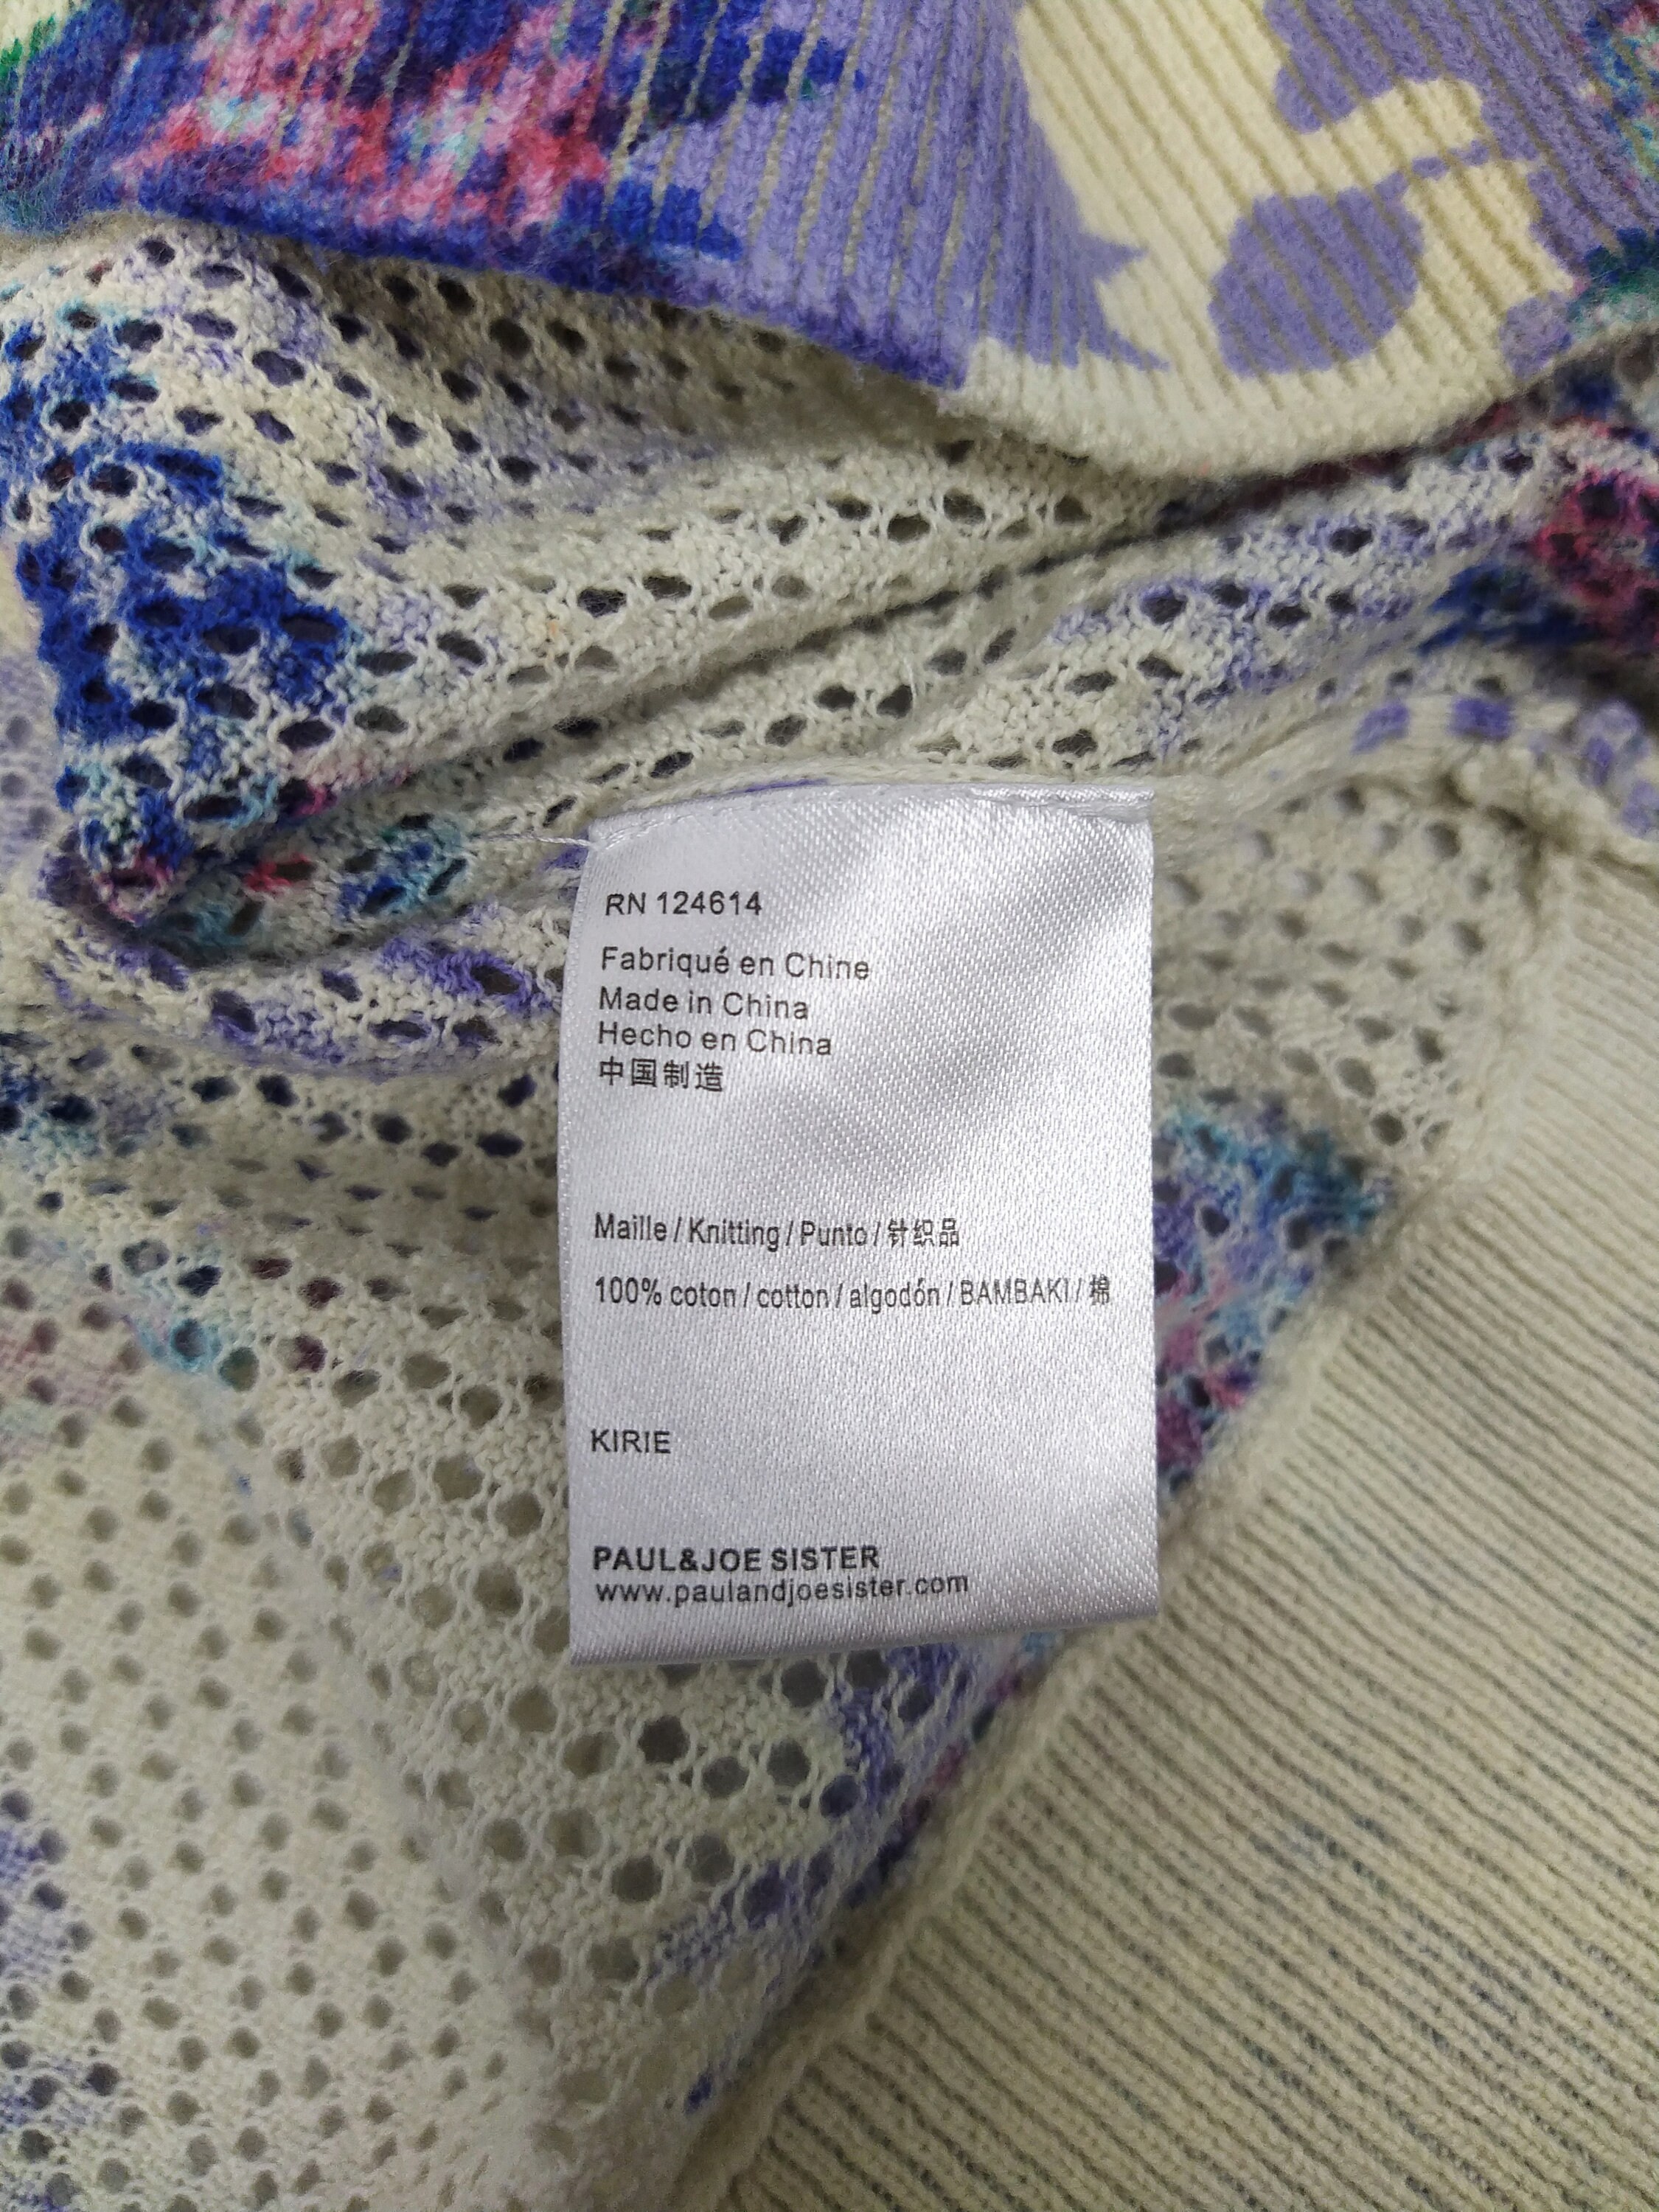 RN 124614
Fabriqué en Chine
Made in China
Hecho en China
中国制造
Maille / Knitting / Punto / 针织品
100% coton / cotton / algodón / BAMBAKI / 棉
KIRIE
PAUL&JOE SISTER
www.paulandjoesister.com